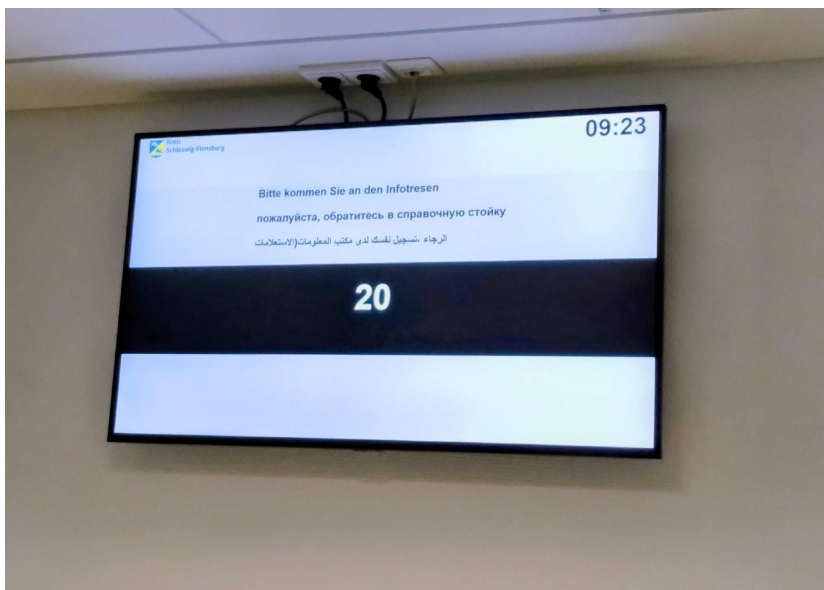 Kreis
Schleswig-Flensburg
09:23
Bitte kommen Sie an den Infotresen
пожалуйста, обратитесь в справочную стойку
الرجاء ،تسجيل نفسك لدى مكتب المعلومات(الاستعلامات
20